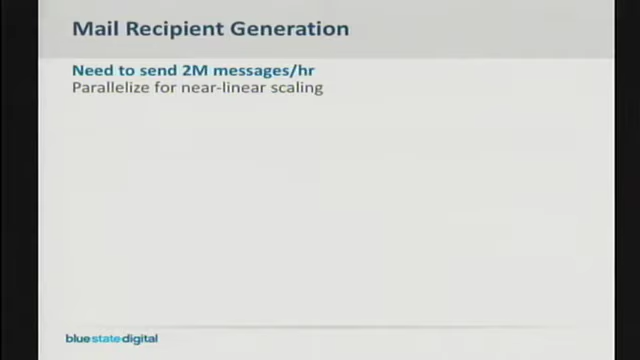 Mail Recipient Generation
Need to send 2M messages/hr
Parallelize for near-linear scaling
bluestatedigital